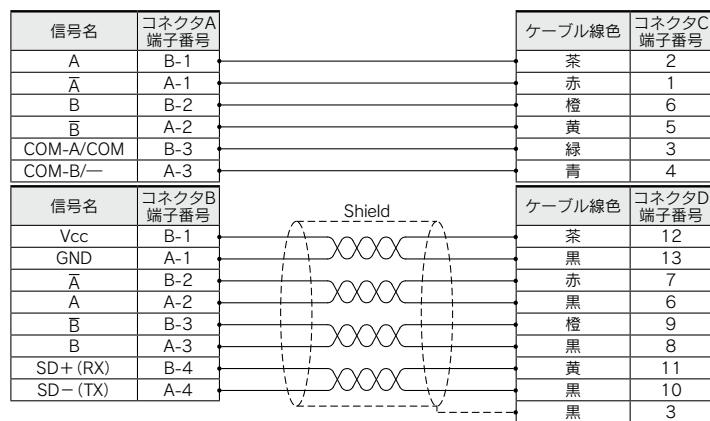 信号名 コネクタA端子番号 ケーブル線色 コネクタC端子番号
A B-1 茶 2
A̅ A-1 赤 1
B B-2 橙 6
B̅ A-2 黄 5
COM-A/COM B-3 緑 3
COM-B/― A-3 青 4
信号名 コネクタB端子番号 Shield ケーブル線色 コネクタD端子番号
Vcc B-1 茶 12
GND A-1 黒 13
A̅ B-2 赤 7
A A-2 黒 6
B̅ B-3 橙 9
B A-3 黒 8
SD+(RX) B-4 黄 11
SD−(TX) A-4 黒 10
黒 3